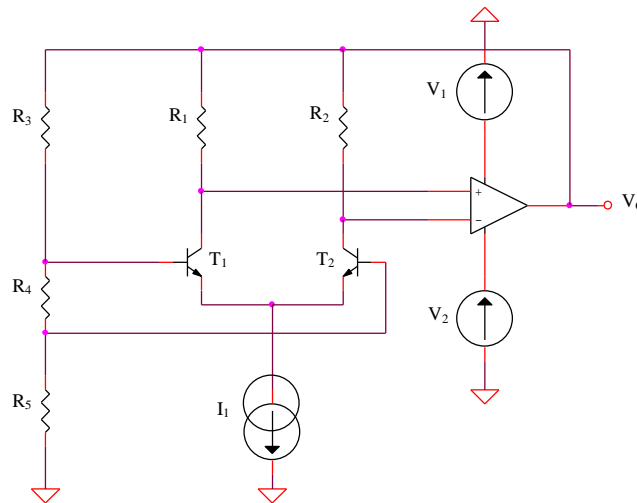 V₁
R₃
R₁
R₂
+
−
T₁
T₂
R₄
V₂
R₅
I₁